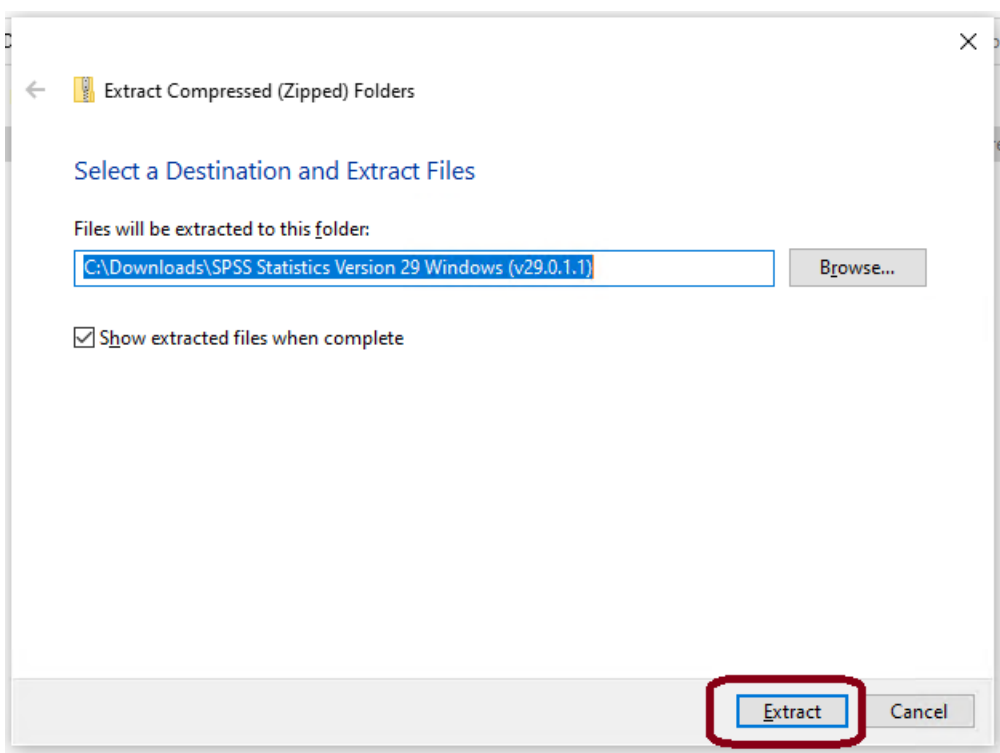 Extract Compressed (Zipped) Folders
Select a Destination and Extract Files
Files will be extracted to this folder:
C:\Downloads\SPSS Statistics Version 29 Windows (v29.0.1.1)
Browse...
Show extracted files when complete
Extract
Cancel